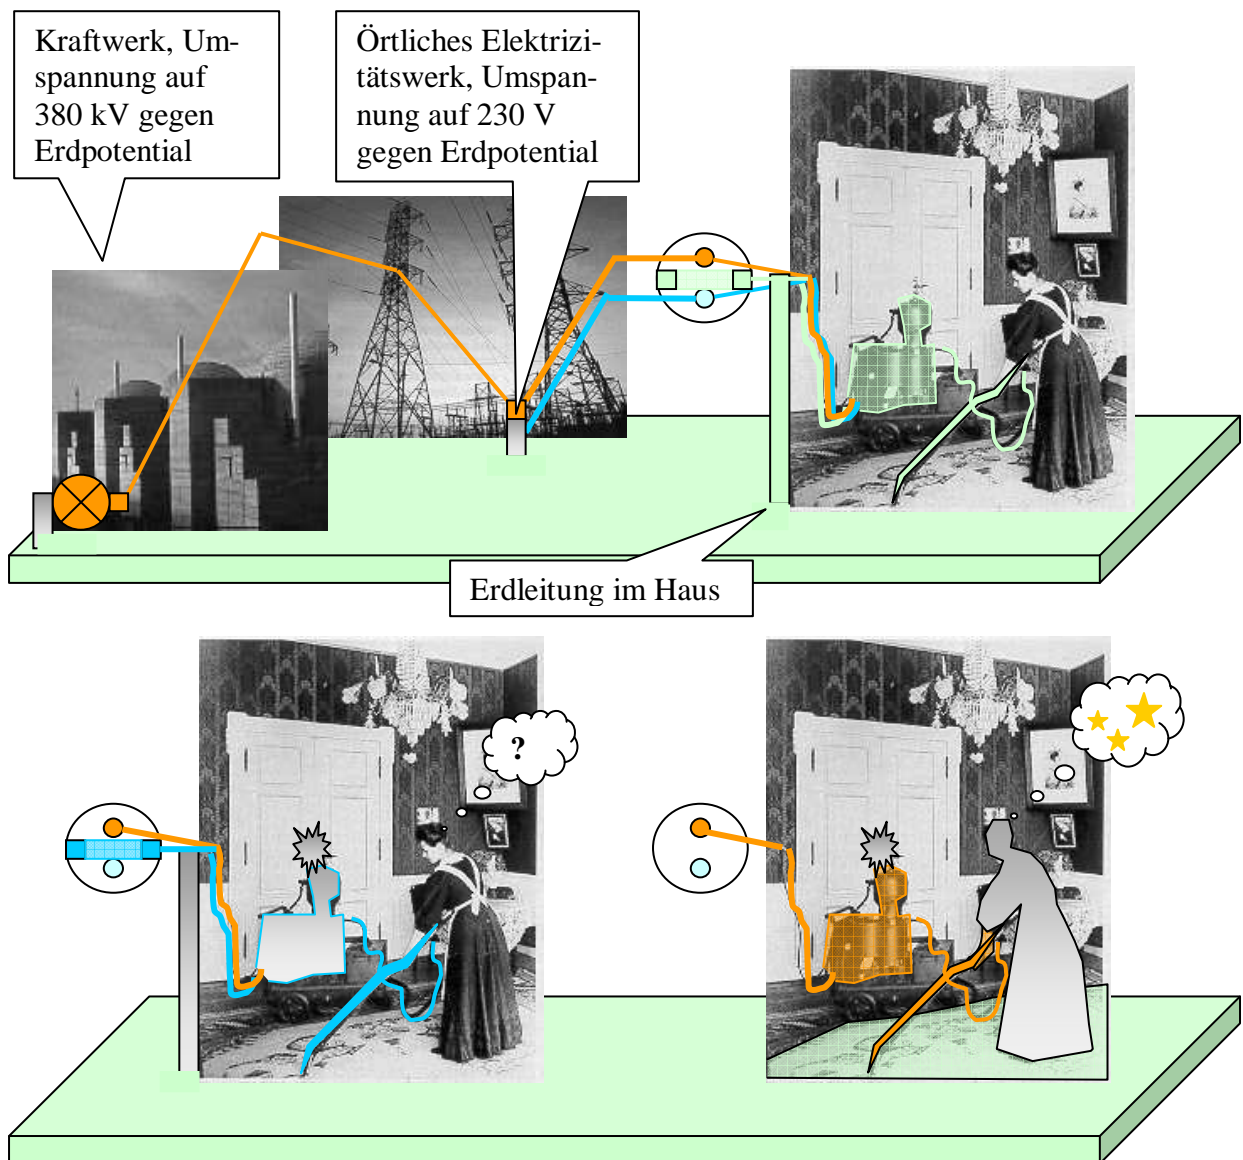 Kraftwerk, Um-
spannung auf
380 kV gegen
Erdpotential
Örtliches Elektrizi-
tätswerk, Umspan-
nung auf 230 V
gegen Erdpotential
Erdleitung im Haus
?